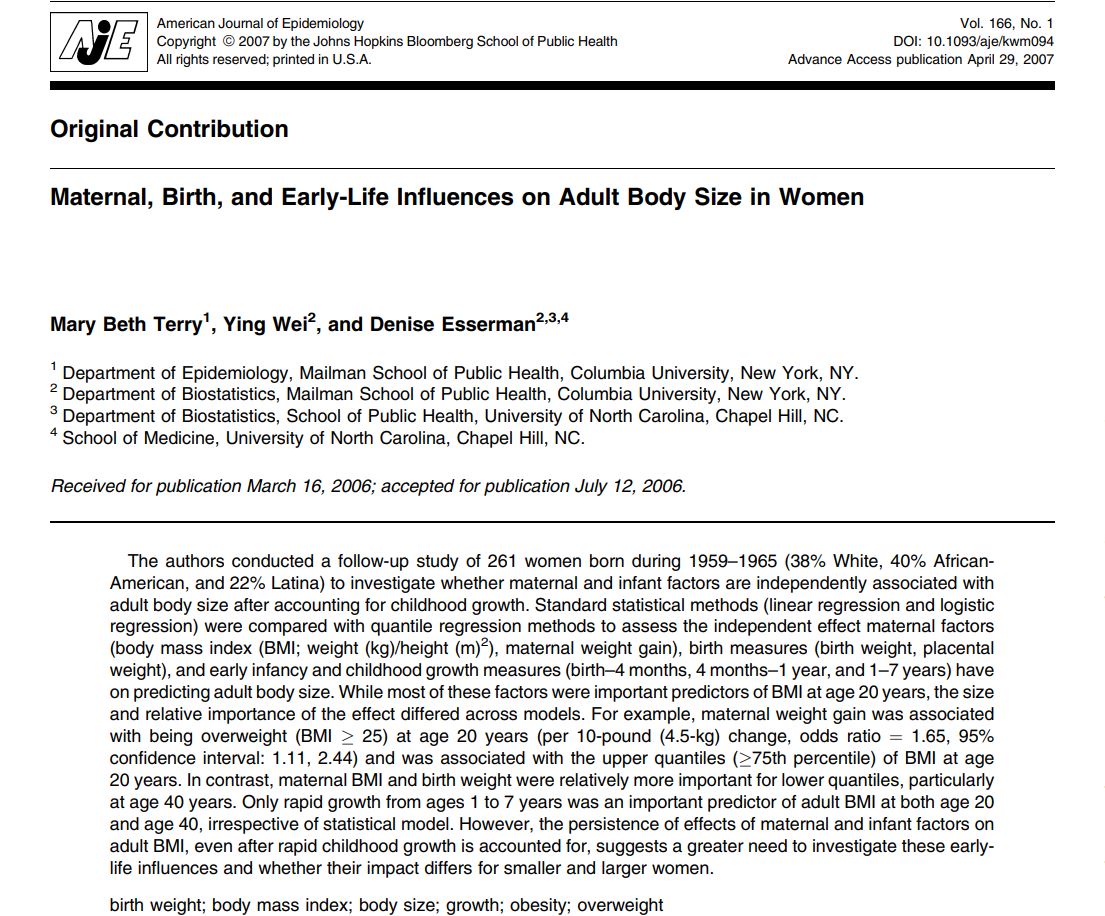 AJE
American Journal of Epidemiology
Copyright © 2007 by the Johns Hopkins Bloomberg School of Public Health
All rights reserved; printed in U.S.A.
Vol. 166, No. 1
DOI: 10.1093/aje/kwm094
Advance Access publication April 29, 2007
Original Contribution
Maternal, Birth, and Early-Life Influences on Adult Body Size in Women
Mary Beth Terry1, Ying Wei2, and Denise Esserman2,3,4
1 Department of Epidemiology, Mailman School of Public Health, Columbia University, New York, NY.
2 Department of Biostatistics, Mailman School of Public Health, Columbia University, New York, NY.
3 Department of Biostatistics, School of Public Health, University of North Carolina, Chapel Hill, NC.
4 School of Medicine, University of North Carolina, Chapel Hill, NC.
Received for publication March 16, 2006; accepted for publication July 12, 2006.
The authors conducted a follow-up study of 261 women born during 1959–1965 (38% White, 40% African-
American, and 22% Latina) to investigate whether maternal and infant factors are independently associated with
adult body size after accounting for childhood growth. Standard statistical methods (linear regression and logistic
regression) were compared with quantile regression methods to assess the independent effect maternal factors
(body mass index (BMI; weight (kg)/height (m)2), maternal weight gain), birth measures (birth weight, placental
weight), and early infancy and childhood growth measures (birth–4 months, 4 months–1 year, and 1–7 years) have
on predicting adult body size. While most of these factors were important predictors of BMI at age 20 years, the size
and relative importance of the effect differed across models. For example, maternal weight gain was associated
with being overweight (BMI ≥ 25) at age 20 years (per 10-pound (4.5-kg) change, odds ratio = 1.65, 95%
confidence interval: 1.11, 2.44) and was associated with the upper quantiles (≥75th percentile) of BMI at age
20 years. In contrast, maternal BMI and birth weight were relatively more important for lower quantiles, particularly
at age 40 years. Only rapid growth from ages 1 to 7 years was an important predictor of adult BMI at both age 20
and age 40, irrespective of statistical model. However, the persistence of effects of maternal and infant factors on
adult BMI, even after rapid childhood growth is accounted for, suggests a greater need to investigate these early-
life influences and whether their impact differs for smaller and larger women.
birth weight; body mass index; body size; growth; obesity; overweight